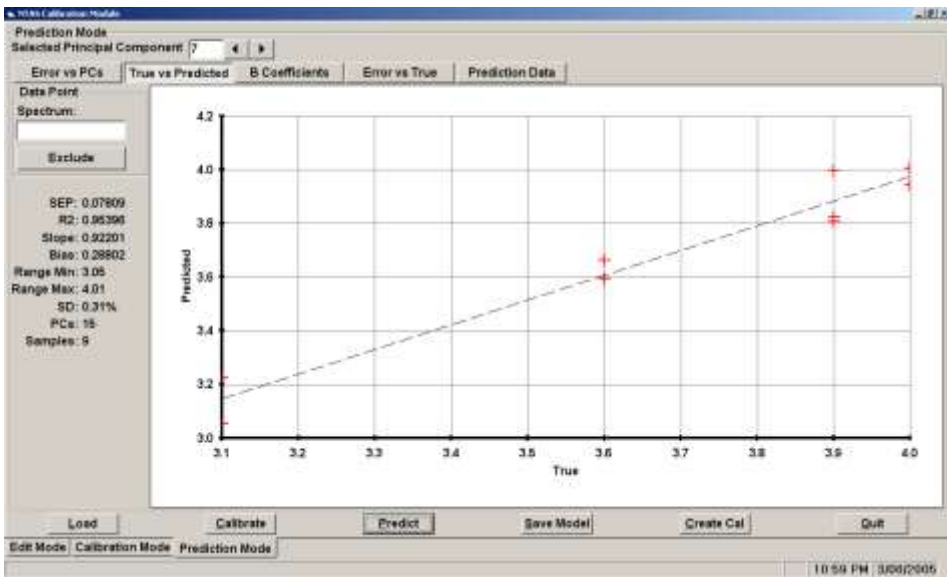 NTAS Calibration Module
Prediction Mode
Selected Principal Component 7
Error vs PCs True vs Predicted B Coefficients Error vs True Prediction Data
Data Point
Spectrum:
Exclude
SEP: 0.07809
R2: 0.95396
Slope: 0.92201
Bias: 0.28802
Range Min: 3.05
Range Max: 4.01
SD: 0.31%
PCs: 15
Samples: 9
4.2
4.0
3.8
3.6
3.4
3.2
3.0
Predicted
3.1 3.2 3.3 3.4 3.5 3.6 3.7 3.8 3.9 4.0
True
Load Calibrate Predict Save Model Create Cal Quit
Edit Mode Calibration Mode Prediction Mode
10:59 PM 3/08/2005